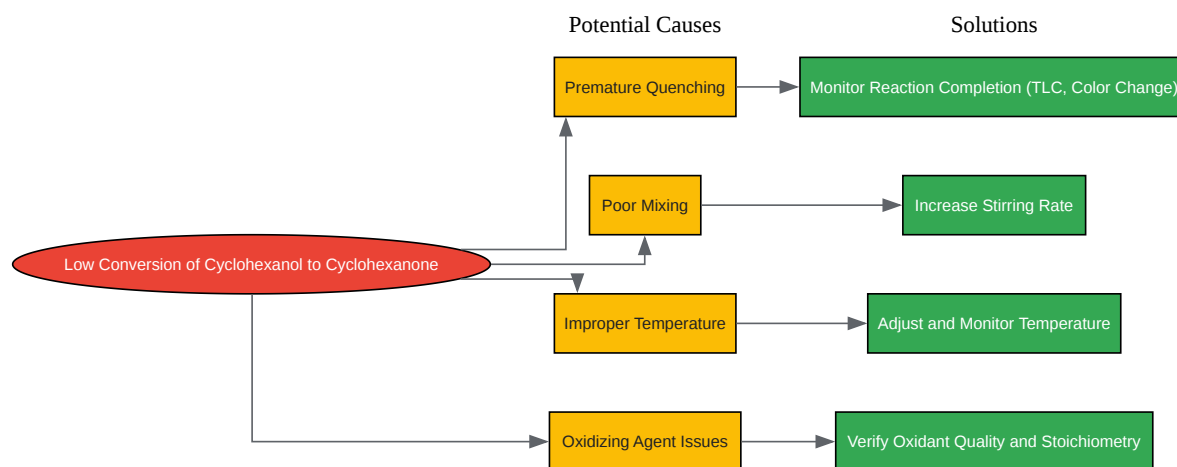 Potential Causes
Solutions
Premature Quenching
Monitor Reaction Completion (TLC, Color Change)
Poor Mixing
Increase Stirring Rate
Low Conversion of Cyclohexanol to Cyclohexanone
Improper Temperature
Adjust and Monitor Temperature
Oxidizing Agent Issues
Verify Oxidant Quality and Stoichiometry